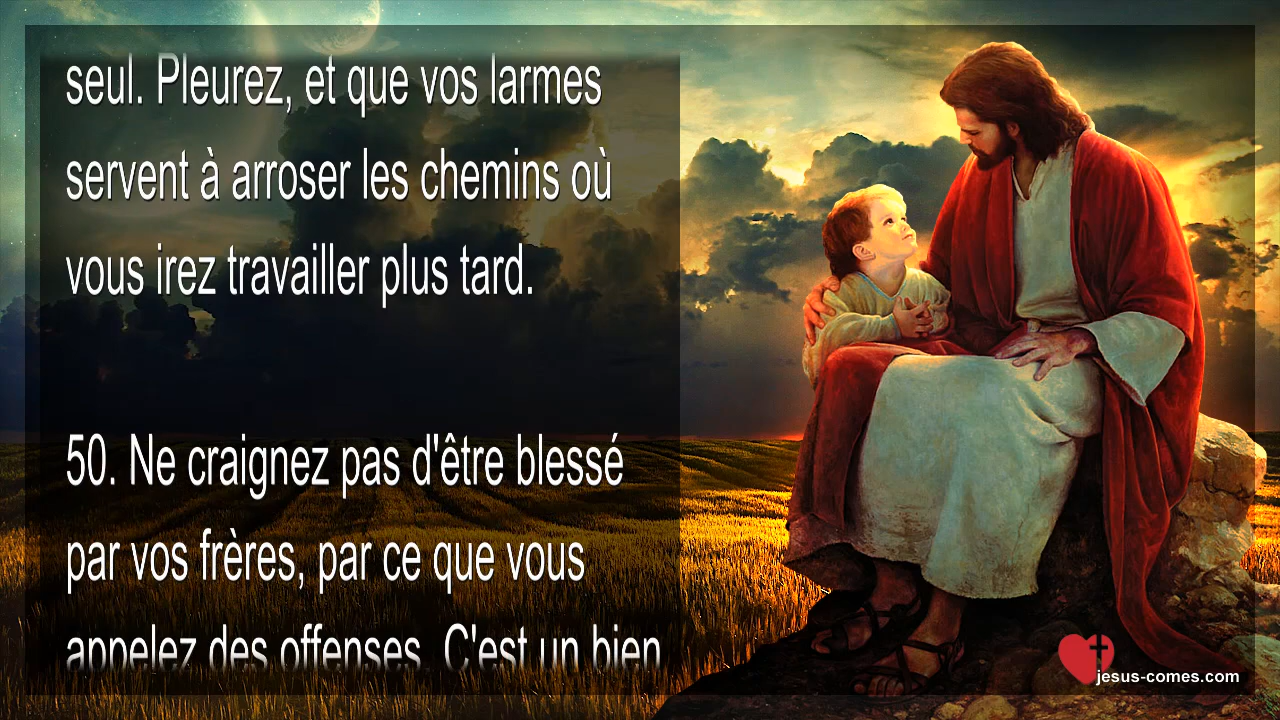 seul. Pleurez, et que vos larmes
servent à arroser les chemins où
vous irez travailler plus tard.
50. Ne craignez pas d'être blessé
par vos frères, par ce que vous
appelez des offenses. C'est un bien
jesus-comes.com